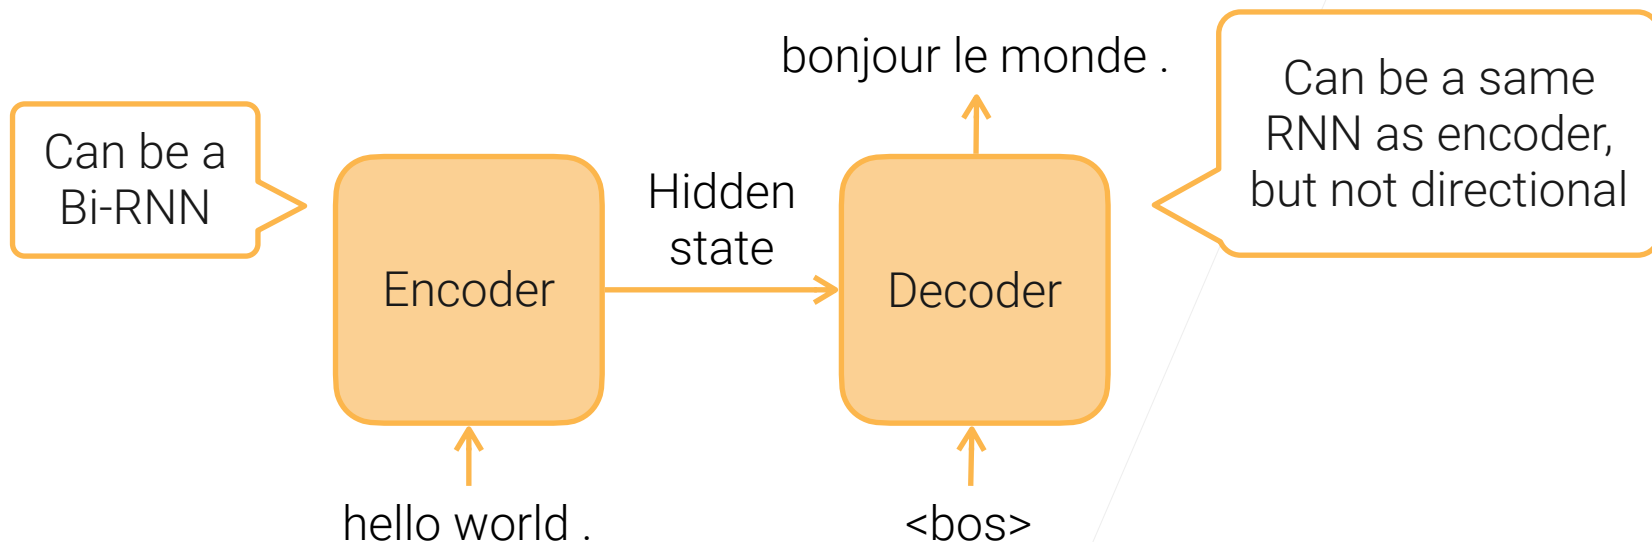 bonjour le monde .
Can be a
Bi-RNN
Encoder
Hidden
state
Decoder
Can be a same
RNN as encoder,
but not directional
hello world .
<bos>